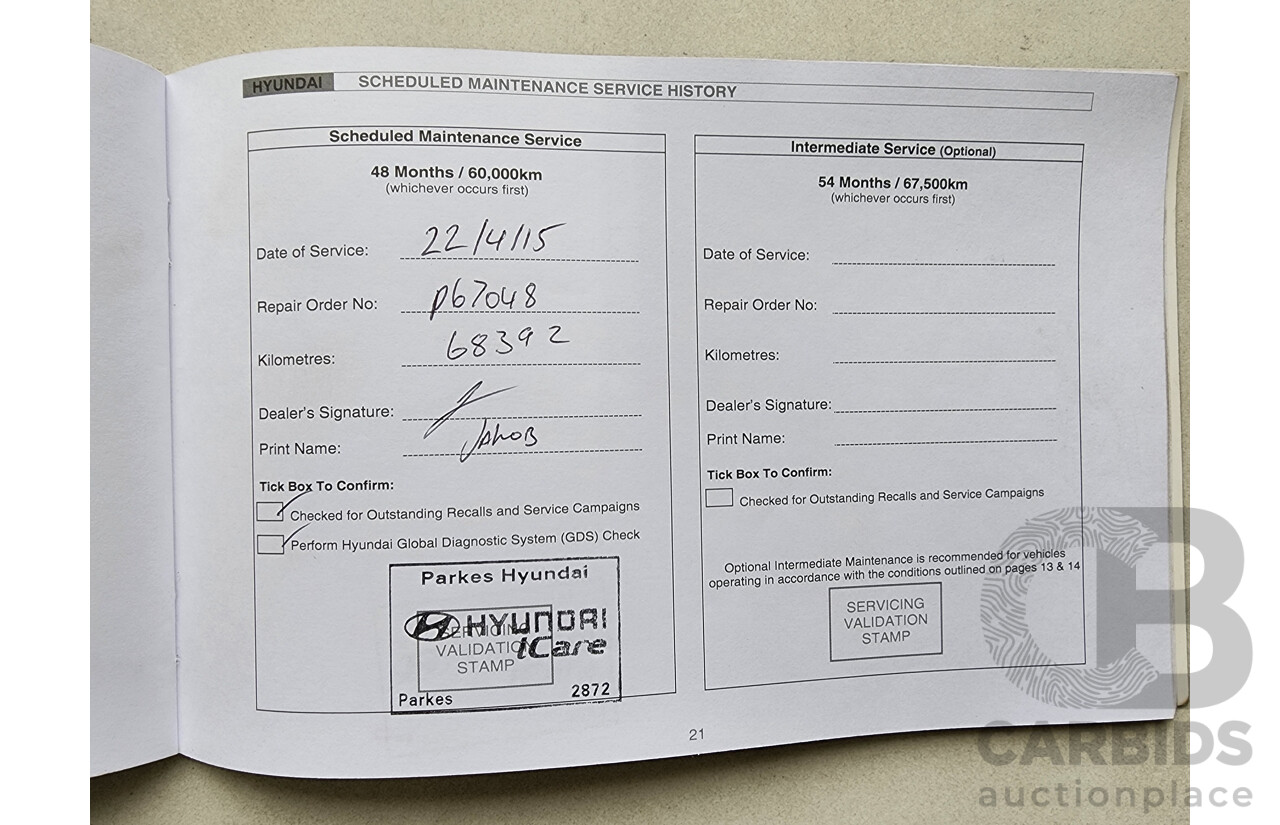 HYUNDAI SCHEDULED MAINTENANCE SERVICE HISTORY
Scheduled Maintenance Service
48 Months / 60,000km
(whichever occurs first)
Date of Service: 22/4/15
Repair Order No: P67048
Kilometres: 68392
Dealer's Signature:
Print Name: JAKOB
Tick Box To Confirm:
Checked for Outstanding Recalls and Service Campaigns
Perform Hyundai Global Diagnostic System (GDS) Check
Parkes Hyundai
HYUNDAI
iCare
SERVICING
VALIDATION
STAMP
Parkes 2872
Intermediate Service (Optional)
54 Months / 67,500km
(whichever occurs first)
Date of Service:
Repair Order No:
Kilometres:
Dealer's Signature:
Print Name:
Tick Box To Confirm:
Checked for Outstanding Recalls and Service Campaigns
Optional Intermediate Maintenance is recommended for vehicles
operating in accordance with the conditions outlined on pages 13 & 14
SERVICING
VALIDATION
STAMP
21
CB
CARBIDS
auctionplace